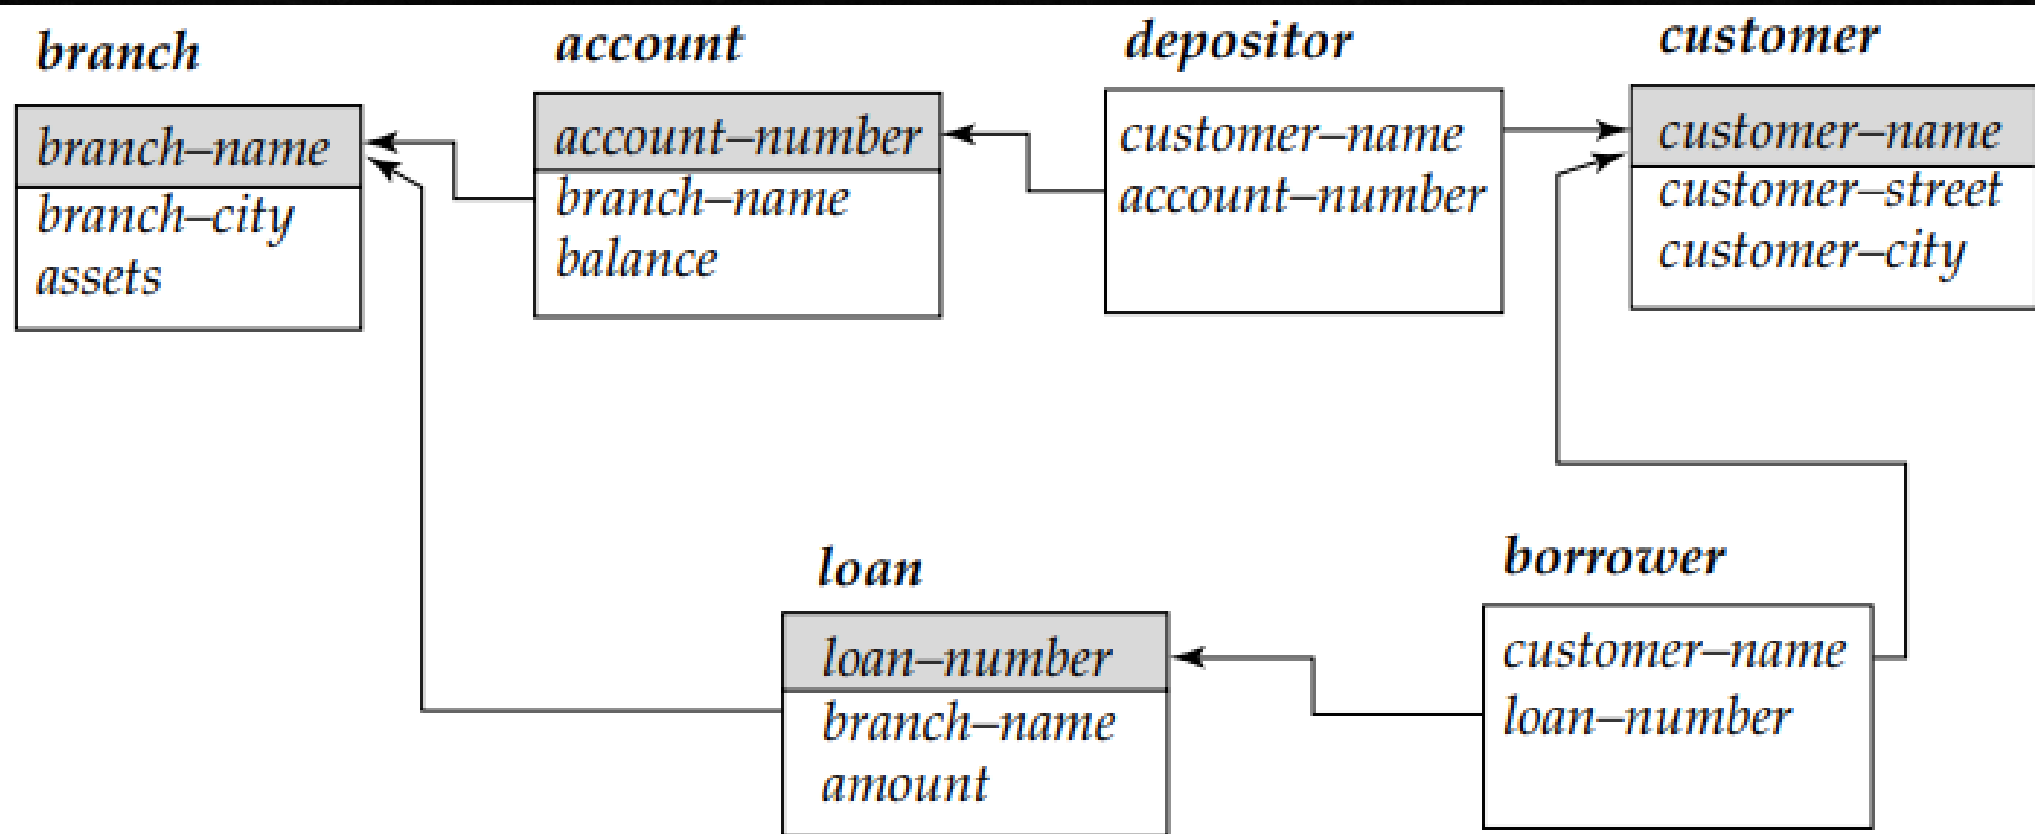 branch
branch–name
branch–city
assets
account
account–number
branch–name
balance
depositor
customer–name
account–number
customer
customer–name
customer–street
customer–city
loan
loan–number
branch–name
amount
borrower
customer–name
loan–number